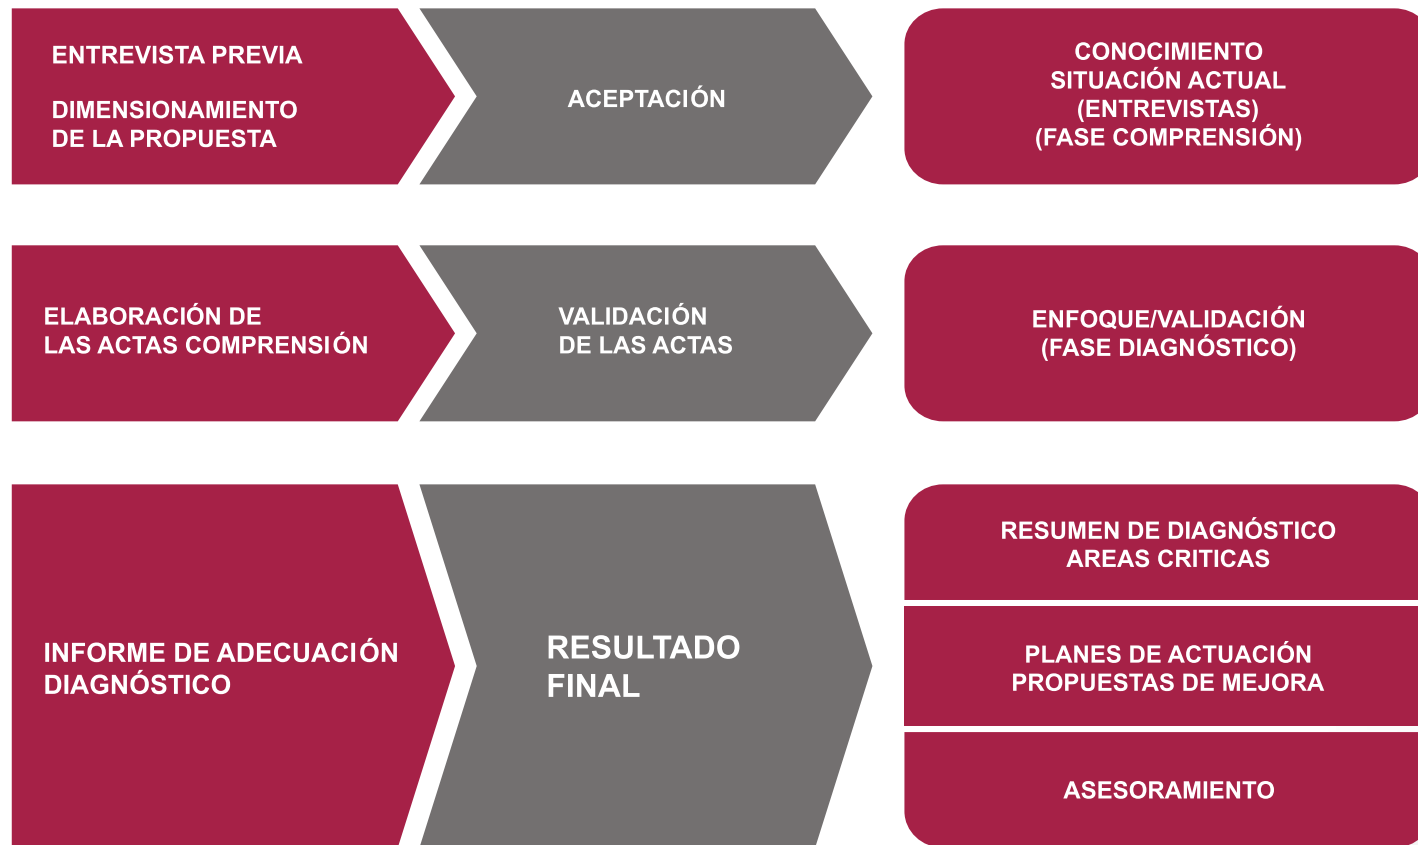 ENTREVISTA PREVIA
DIMENSIONAMIENTO
DE LA PROPUESTA
ACEPTACIÓN
CONOCIMIENTO
SITUACIÓN ACTUAL
(ENTREVISTAS)
(FASE COMPRENSIÓN)
ELABORACIÓN DE
LAS ACTAS COMPRENSIÓN
VALIDACIÓN
DE LAS ACTAS
ENFOQUE/VALIDACIÓN
(FASE DIAGNÓSTICO)
INFORME DE ADECUACIÓN
DIAGNÓSTICO
RESULTADO
FINAL
RESUMEN DE DIAGNÓSTICO
AREAS CRITICAS
PLANES DE ACTUACIÓN
PROPUESTAS DE MEJORA
ASESORAMIENTO